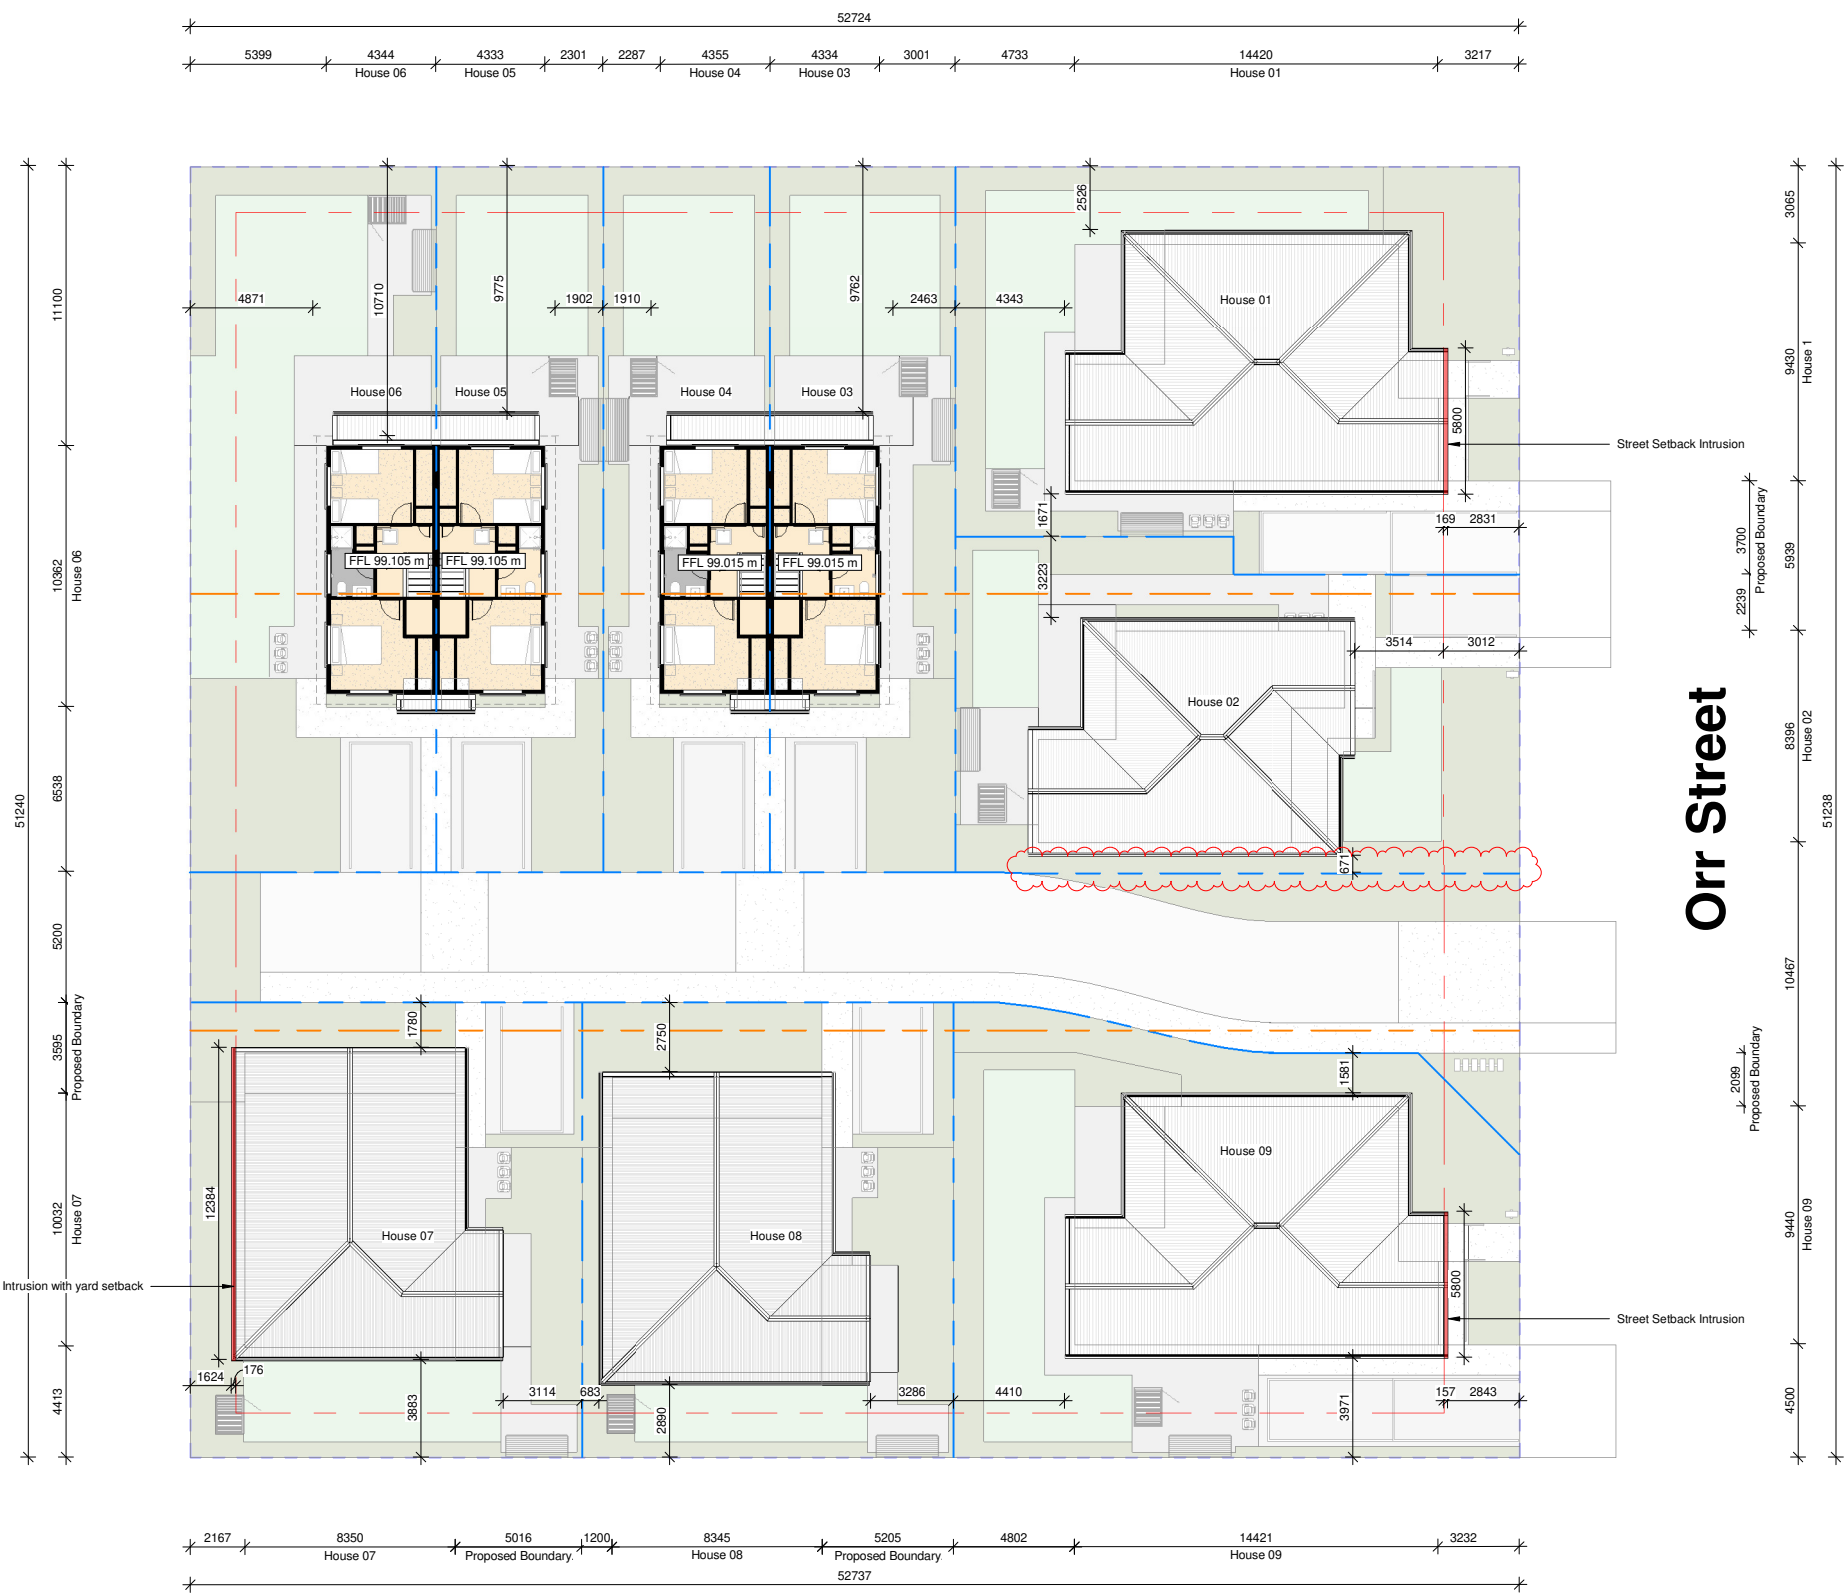 52724
5399
4344
4333
2301
2287
4355
4334
3001
4733
14420
3217
House 06
House 05
House 04
House 03
House 01
2526
3065
4871
10710
9775
1902
1910
9762
2463
4343
House 01
11100
9430
House 1
House 06
House 05
House 04
House 03
5800
Street Setback Intrusion
1671
169
2831
3700
Proposed Boundary
5939
FFL 99.105 m
FFL 99.105 m
FFL 99.015 m
FFL 99.015 m
10362
House 06
3223
2239
3514
3012
House 02
8396
House 02
Orr Street
6538
51240
51238
671
5200
10467
1780
2750
3595
Proposed Boundary
1581
2099
Proposed Boundary
12384
House 09
10032
House 07
House 07
House 08
9440
House 09
Intrusion with yard setback
5800
Street Setback Intrusion
1624
176
3883
3114
683
2890
3286
4410
3971
157
2843
4413
4500
2167
8350
5016
1200
8345
5205
4802
14421
3232
House 07
Proposed Boundary.
House 08
Proposed Boundary.
House 09
52737